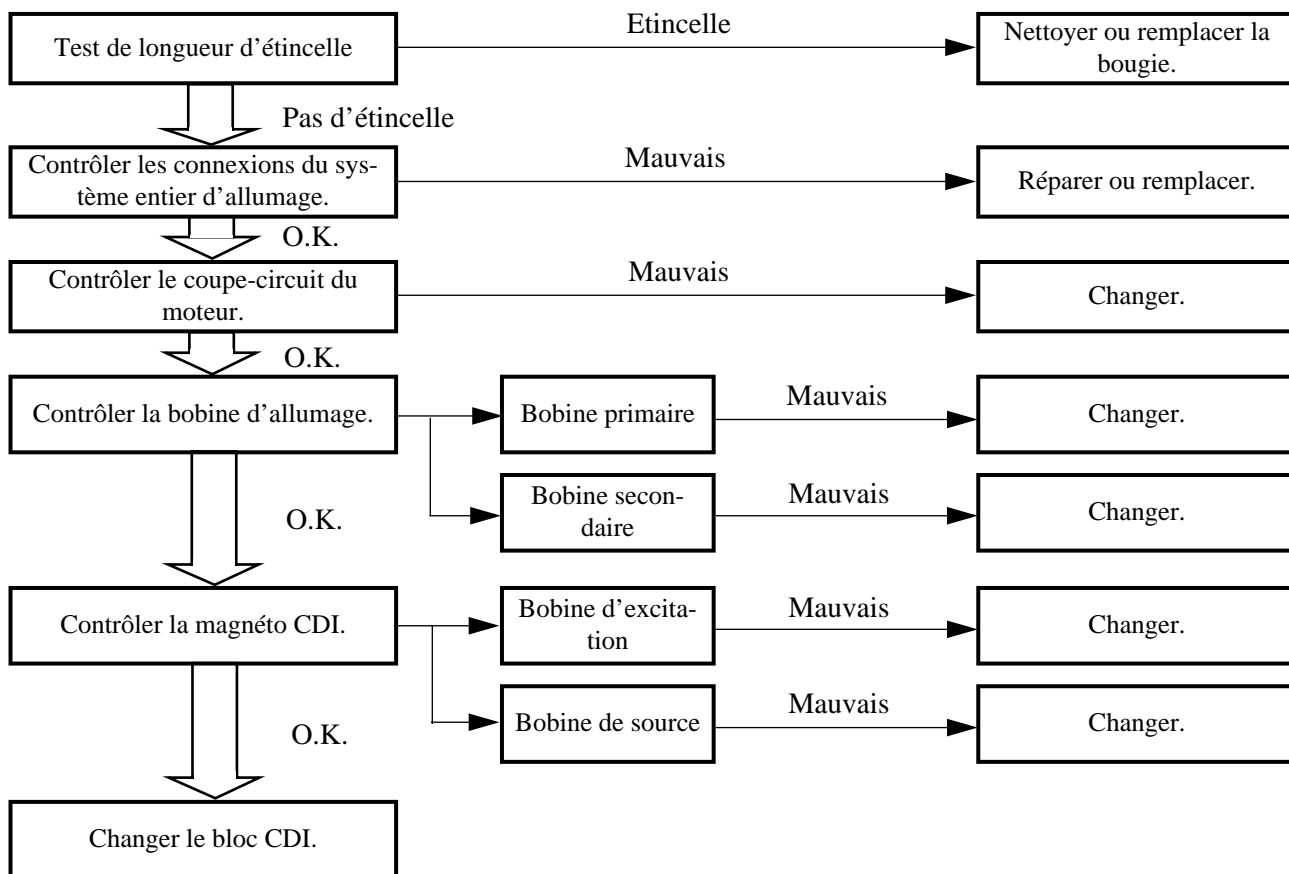 Test de longueur d’étincelle
Etincelle
Nettoyer ou remplacer la
bougie.
Pas d’étincelle
Contrôler les connexions du sys-
tème entier d’allumage.
Mauvais
Réparer ou remplacer.
O.K.
Contrôler le coupe-circuit du
moteur.
Mauvais
Changer.
O.K.
Contrôler la bobine d’allumage.
Bobine primaire
Mauvais
Changer.
Bobine secon-
daire
Mauvais
Changer.
O.K.
Contrôler la magnéto CDI.
Bobine d’excita-
tion
Mauvais
Changer.
Bobine de source
Mauvais
Changer.
O.K.
Changer le bloc CDI.